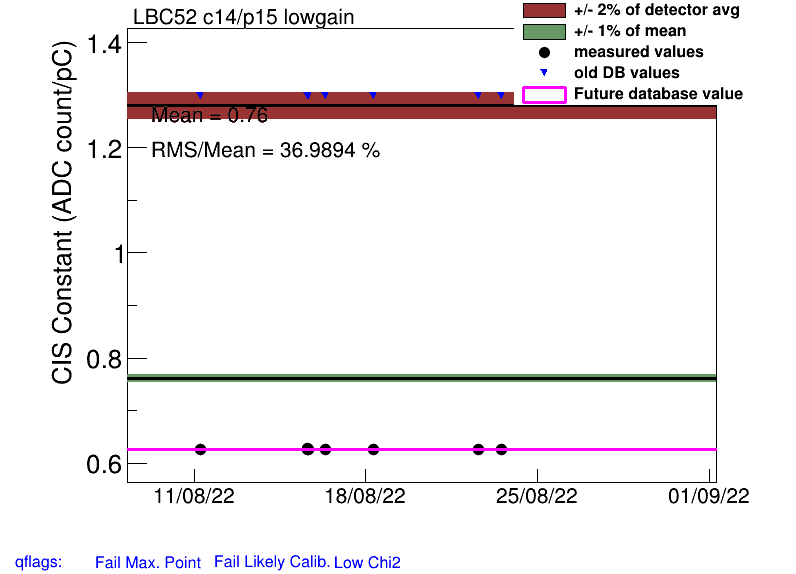 LBC52 c14/p15 lowgain
+/- 2% of detector avg
+/- 1% of mean
measured values
old DB values
Future database value
Mean = 0.76
RMS/Mean = 36.9894 %
CIS Constant (ADC count/pC)
1.4
1.2
1
0.8
0.6
11/08/22 18/08/22 25/08/22 01/09/22
qflags: Fail Max. Point Fail Likely Calib. Low Chi2